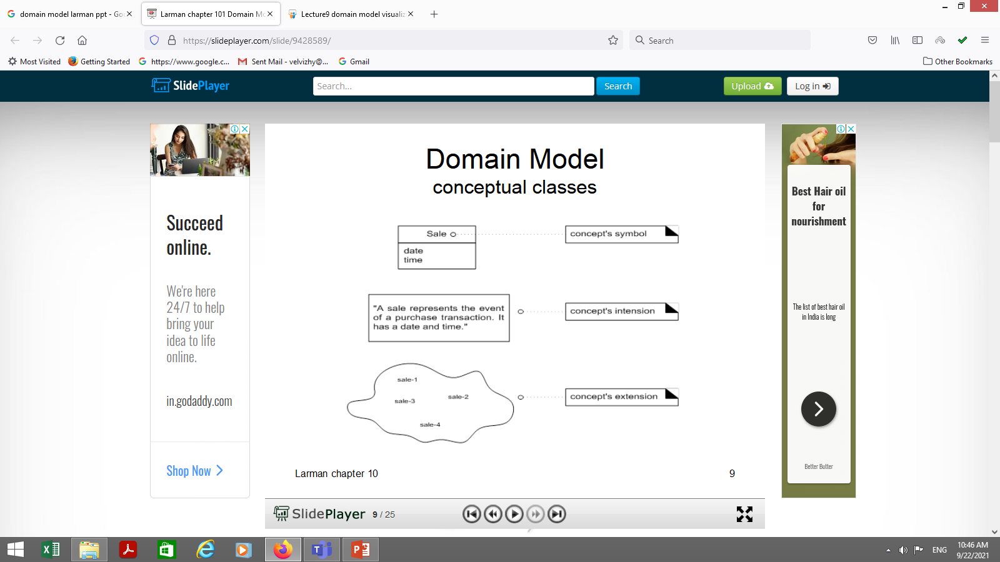 domain model larman ppt - Go
Larman chapter 101 Domain Mo
Lecture9 domain model visualiz
https://slideplayer.com/slide/9428589/
Search
Most Visited
Getting Started
https://www.google.c...
Sent Mail - velvizhy@...
Gmail
Other Bookmarks
SlidePlayer
Search...
Search
Upload
Log in
Succeed
online.
We're here
24/7 to help
bring your
idea to life
online.
in.godaddy.com
Shop Now
Domain Model
conceptual classes
Sale
concept's symbol
date
time
"A sale represents the event
of a purchase transaction. It
has a date and time."
concept's intension
sale-1
sale-2
sale-3
sale-4
concept's extension
Larman chapter 10
9
SlidePlayer
9 / 25
Best Hair oil
for
nourishment
The list of best hair oil
in India is long
Better Butter
ENG
10:46 AM
9/22/2021